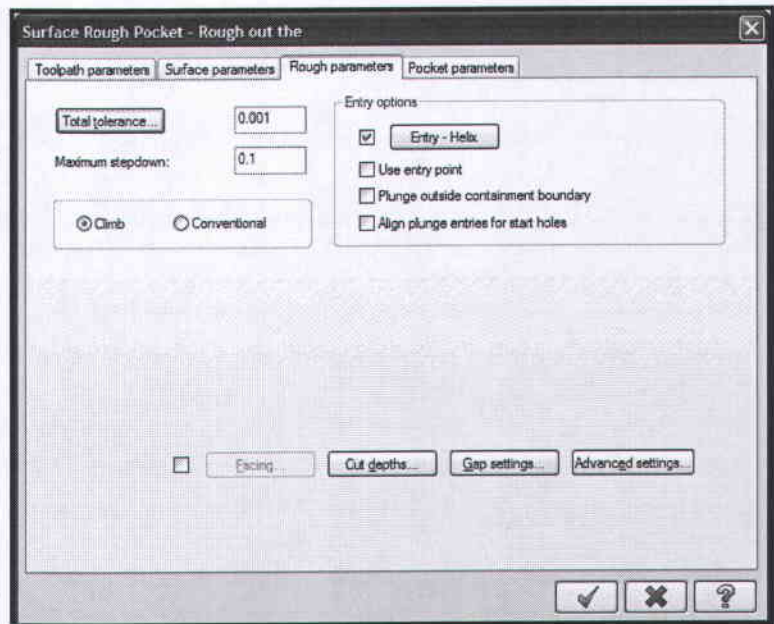 Surface Rough Pocket - Rough out the
Toolpath parameters Surface parameters Rough parameters Pocket parameters
Total tolerance... 0.001
Maximum stepdown: 0.1
Climb Conventional
Entry options
Entry - Helix
Use entry point
Plunge outside containment boundary
Align plunge entries for start holes
Facing... Cut depths... Gap settings... Advanced settings...